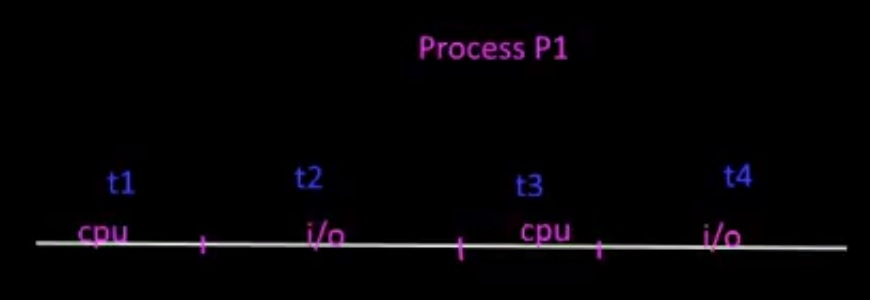 Process P1
t1 t2 t3 t4
cpu i/o cpu i/o